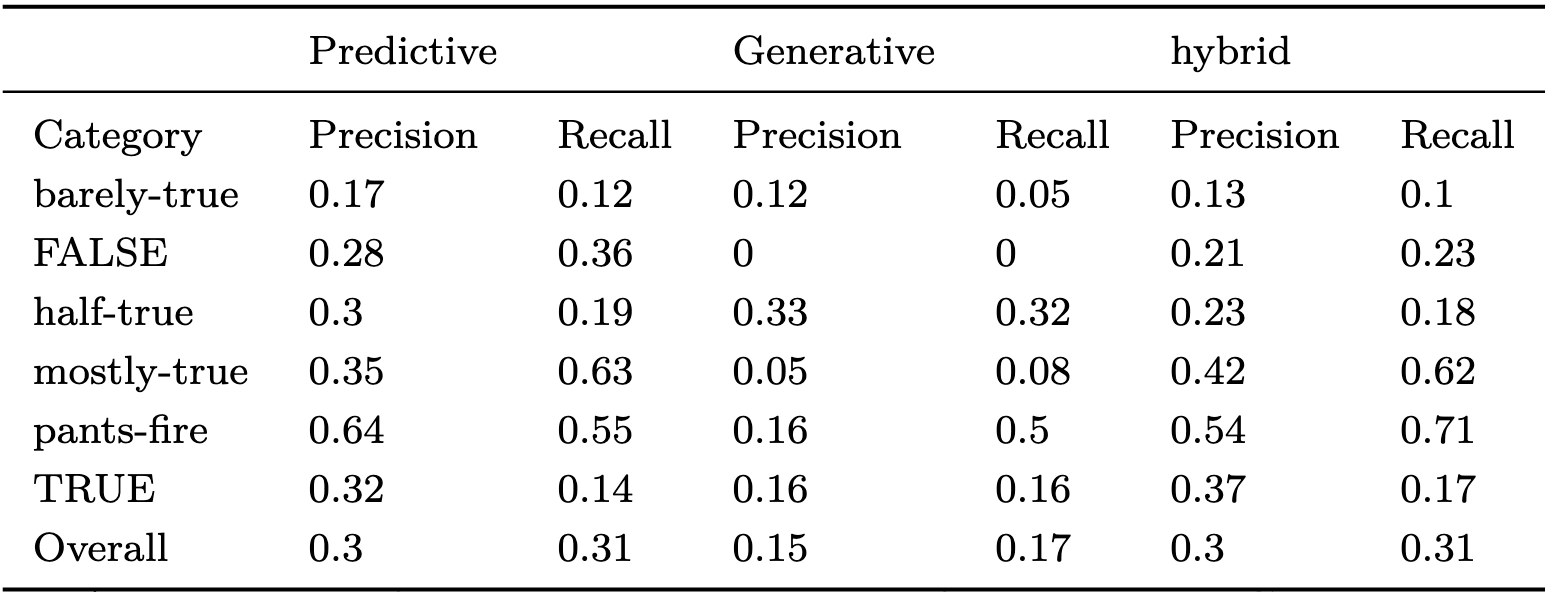 Predictive Generative hybrid
Category Precision Recall Precision Recall Precision Recall
barely-true 0.17 0.12 0.12 0.05 0.13 0.1
FALSE 0.28 0.36 0 0 0.21 0.23
half-true 0.3 0.19 0.33 0.32 0.23 0.18
mostly-true 0.35 0.63 0.05 0.08 0.42 0.62
pants-fire 0.64 0.55 0.16 0.5 0.54 0.71
TRUE 0.32 0.14 0.16 0.16 0.37 0.17
Overall 0.3 0.31 0.15 0.17 0.3 0.31